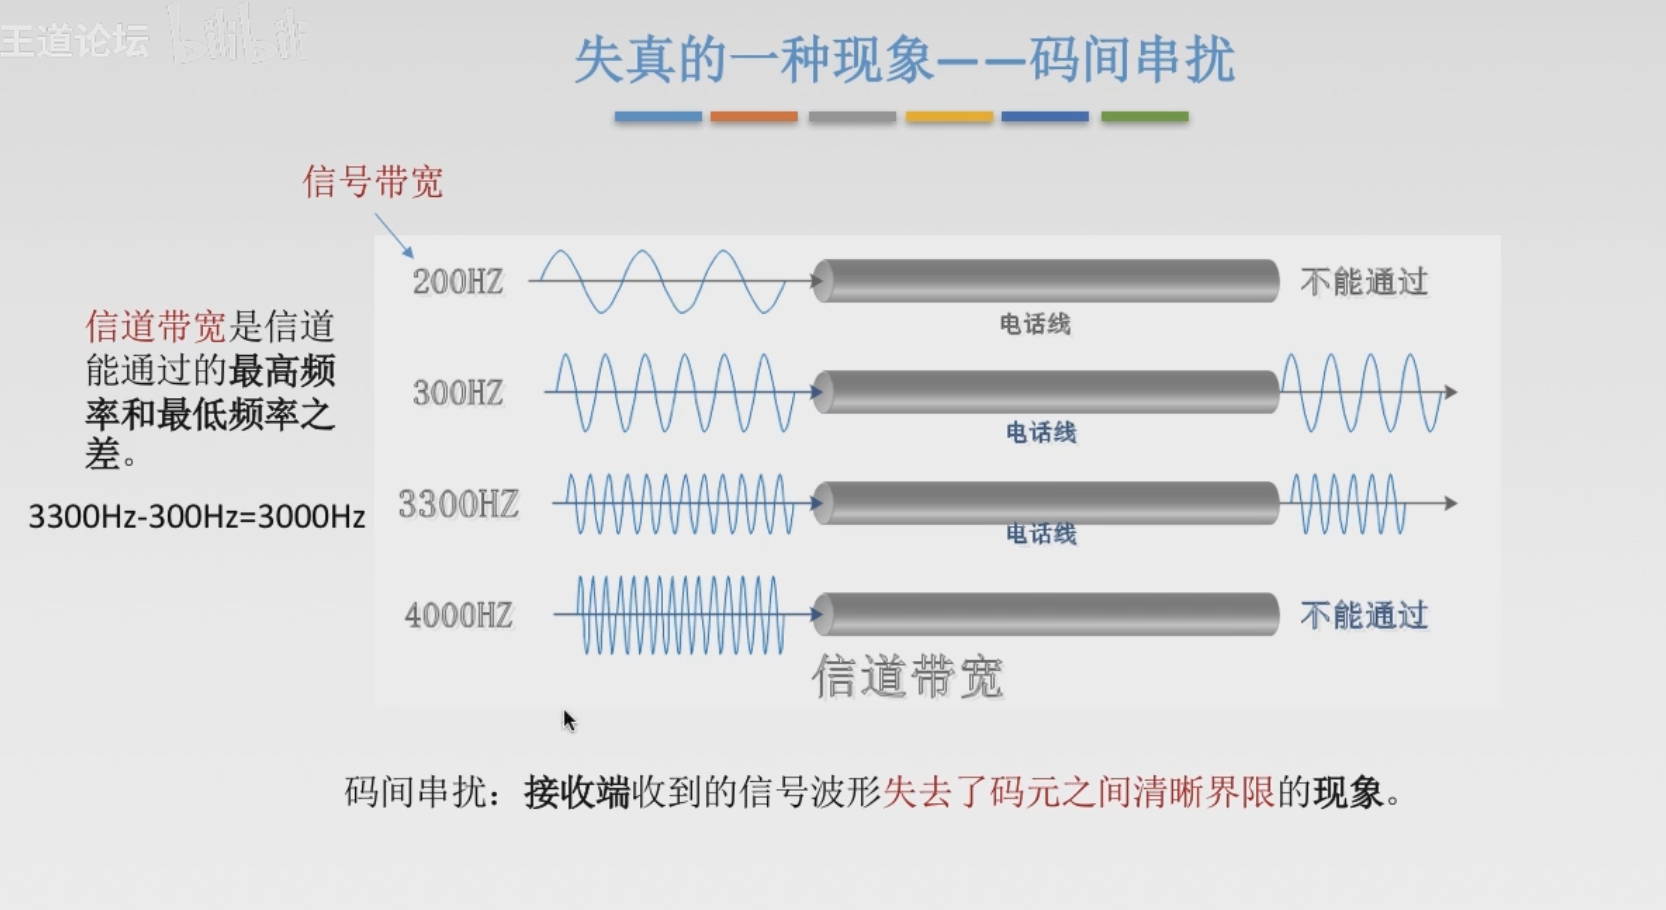 王道论坛 bilibili
失真的一种现象——码间串扰
信号带宽
200HZ
不能通过
电话线
信道带宽是信道
能通过的最高频
率和最低频率之
差。
3300Hz-300Hz=3000Hz
300HZ
电话线
3300HZ
电话线
4000HZ
不能通过
信道带宽
码间串扰：接收端收到的信号波形失去了码元之间清晰界限的现象。